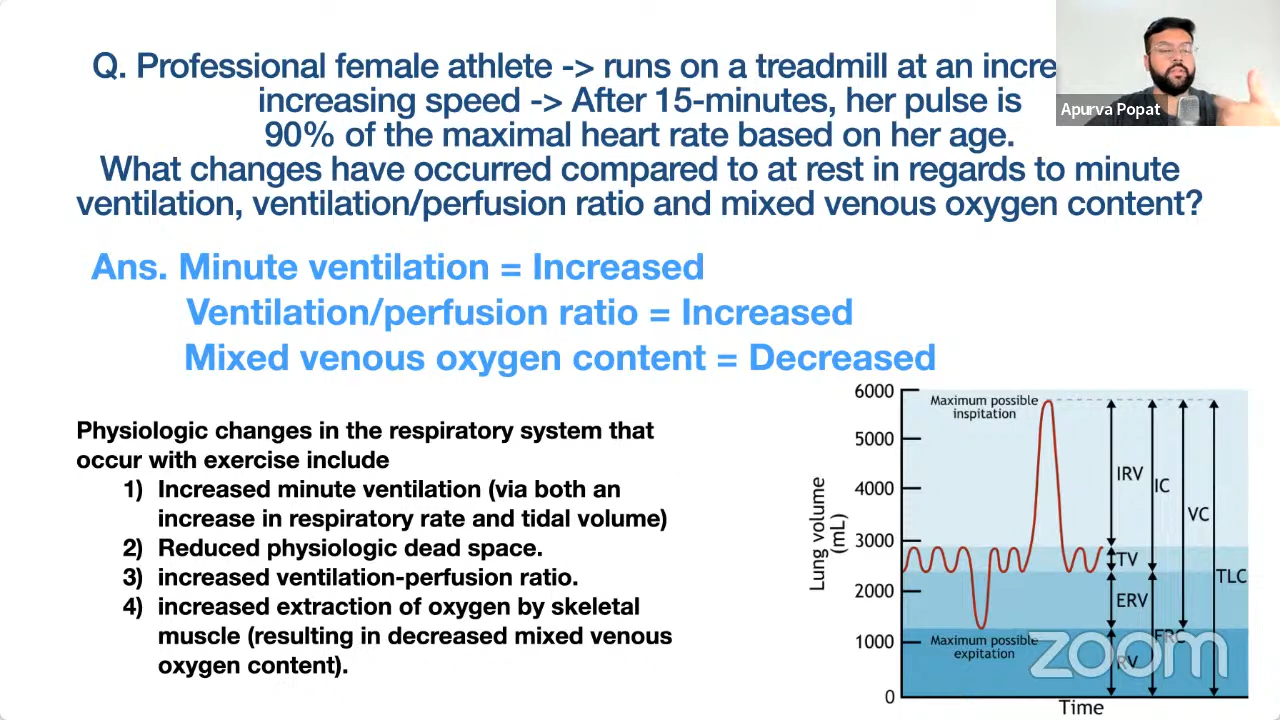 Q. Professional female athlete -> runs on a treadmill at an incre
increasing speed -> After 15-minutes, her pulse is
90% of the maximal heart rate based on her age.
What changes have occurred compared to at rest in regards to minute
ventilation, ventilation/perfusion ratio and mixed venous oxygen content?
Apurva Popat
Ans. Minute ventilation = Increased
Ventilation/perfusion ratio = Increased
Mixed venous oxygen content = Decreased
Physiologic changes in the respiratory system that
occur with exercise include
1) Increased minute ventilation (via both an
increase in respiratory rate and tidal volume)
2) Reduced physiologic dead space.
3) increased ventilation-perfusion ratio.
4) increased extraction of oxygen by skeletal
muscle (resulting in decreased mixed venous
oxygen content).
Lung volume
(mL)
6000
5000
4000
3000
2000
1000
0
Maximum possible
inspitation
Maximum possible
expitation
IRV
IC
VC
TV
TLC
ERV
FRC
RV
Time
zoom